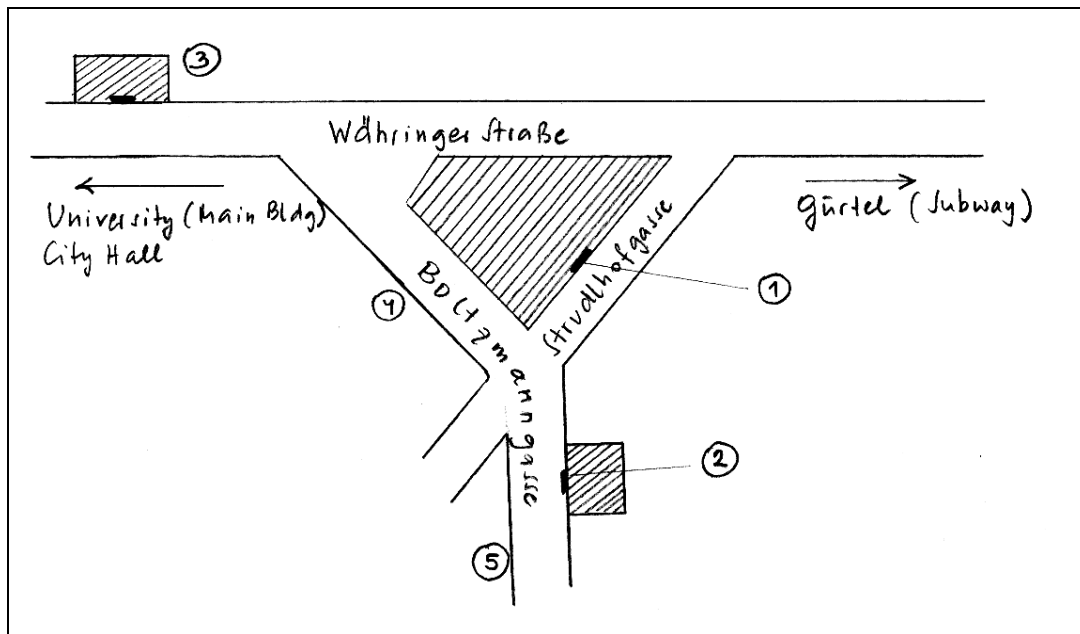 3
Währinger Straße
University (Main Bldg)
City Hall
Gürtel (Subway)
Boltzmanngasse
Strudlhofgasse
1
4
2
5